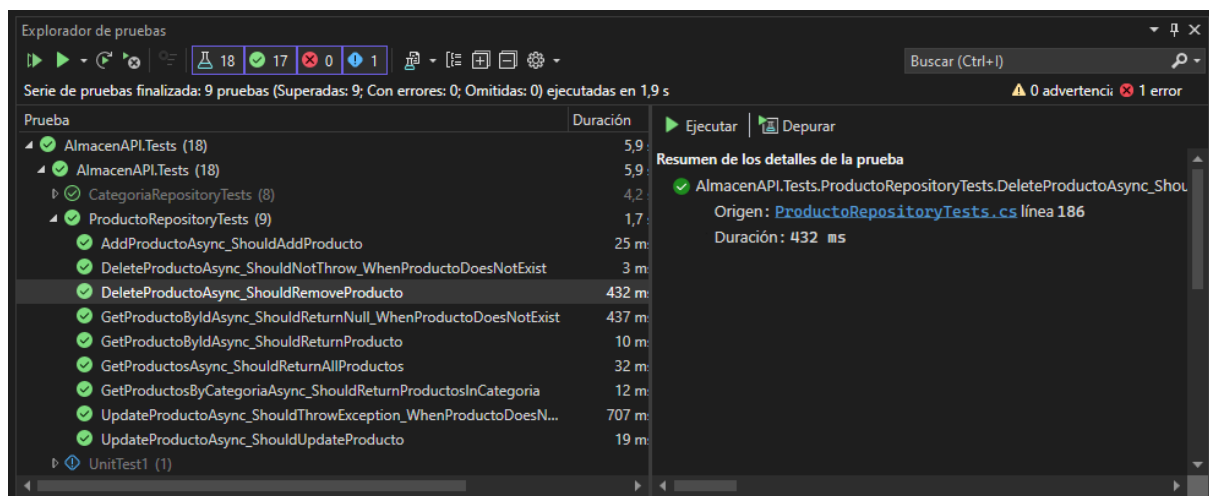 Explorador de pruebas
18 17 0 1 Buscar (Ctrl+I)
Serie de pruebas finalizada: 9 pruebas (Superadas: 9; Con errores: 0; Omitidas: 0) ejecutadas en 1,9 s 0 advertenci 1 error
Prueba Duración
Ejecutar Depurar
AlmacenAPI.Tests (18) 5,9
Resumen de los detalles de la prueba
AlmacenAPI.Tests (18) 5,9
AlmacenAPI.Tests.ProductoRepositoryTests.DeleteProductoAsync_Shou
CategoriaRepositoryTests (8) 4,2
Origen: ProductoRepositoryTests.cs línea 186
ProductoRepositoryTests (9) 1,7
Duración: 432 ms
AddProductoAsync_ShouldAddProducto 25 m
DeleteProductoAsync_ShouldNotThrow_WhenProductoDoesNotExist 3 m
DeleteProductoAsync_ShouldRemoveProducto 432 m
GetProductoByIdAsync_ShouldReturnNull_WhenProductoDoesNotExist 437 m
GetProductoByIdAsync_ShouldReturnProducto 10 m
GetProductosAsync_ShouldReturnAllProductos 32 m
GetProductosByCategoriaAsync_ShouldReturnProductosInCategoria 12 m
UpdateProductoAsync_ShouldThrowException_WhenProductoDoesN... 707 m
UpdateProductoAsync_ShouldUpdateProducto 19 m
UnitTest1 (1)